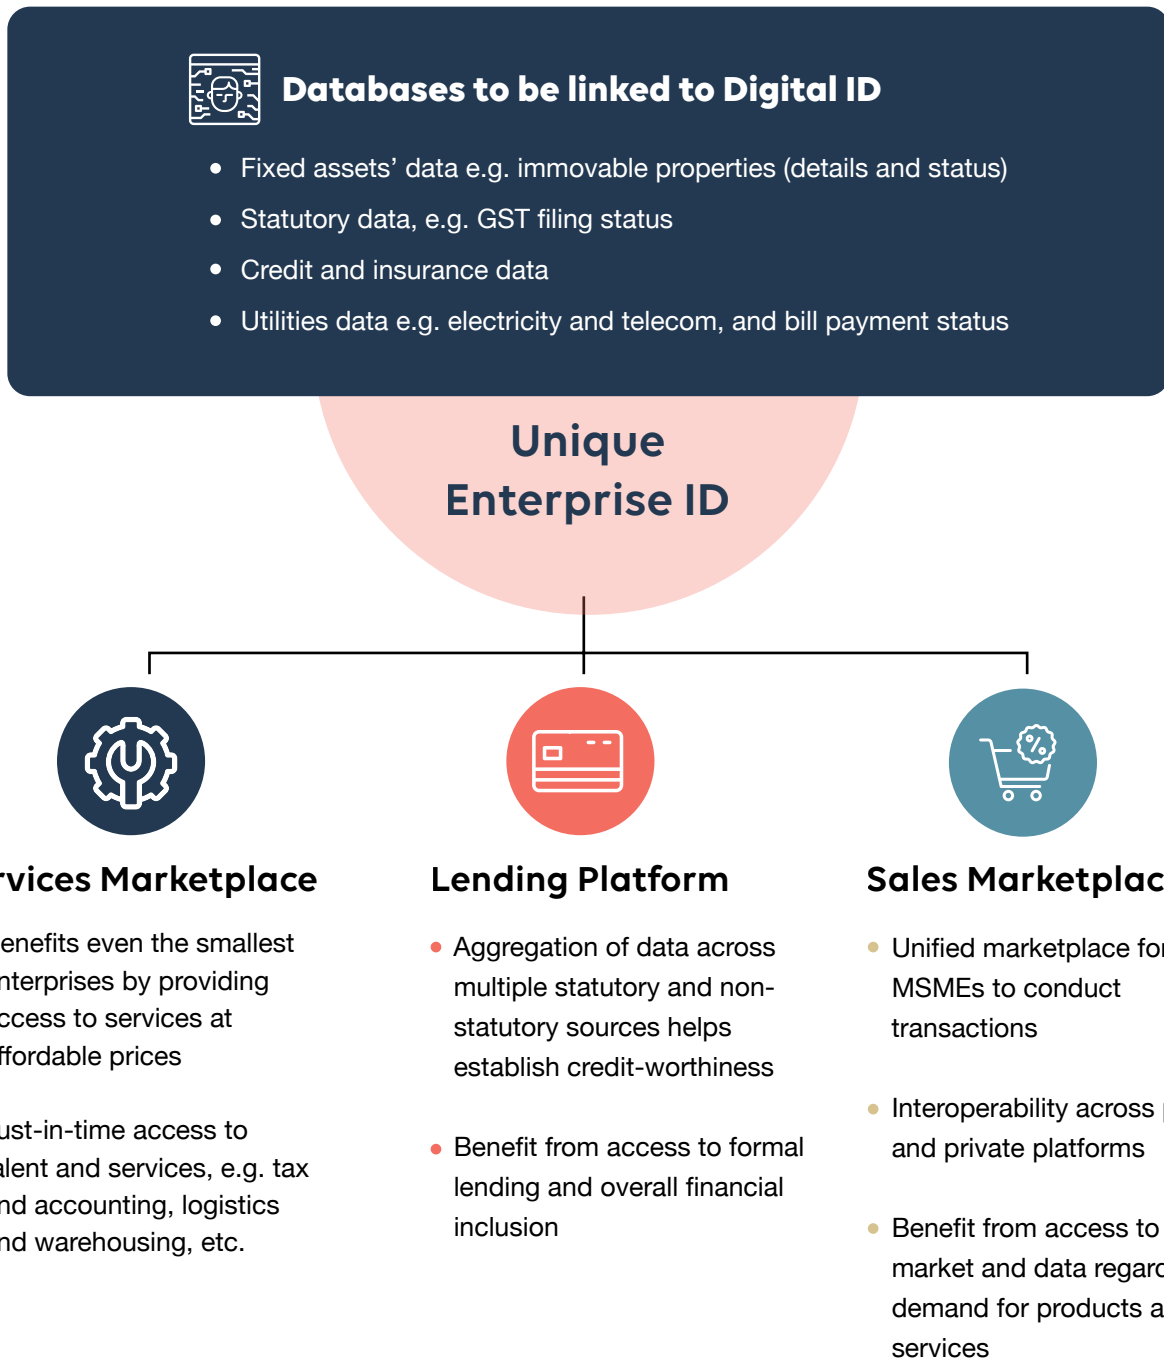 Databases to be linked to Digital ID
Fixed assets’ data e.g. immovable properties (details and status)
Statutory data, e.g. GST filing status
Credit and insurance data
Utilities data e.g. electricity and telecom, and bill payment status
Unique
Enterprise ID
rvices Marketplace
enefits even the smallest
nterprises by providing
ccess to services at
ffordable prices
ust-in-time access to
alent and services, e.g. tax
nd accounting, logistics
nd warehousing, etc.
Lending Platform
Aggregation of data across
multiple statutory and non-
statutory sources helps
establish credit-worthiness
Benefit from access to formal
lending and overall financial
inclusion
Sales Marketplac
%
Unified marketplace for
MSMEs to conduct
transactions
Interoperability across
and private platforms
Benefit from access to
market and data regard
demand for products a
services